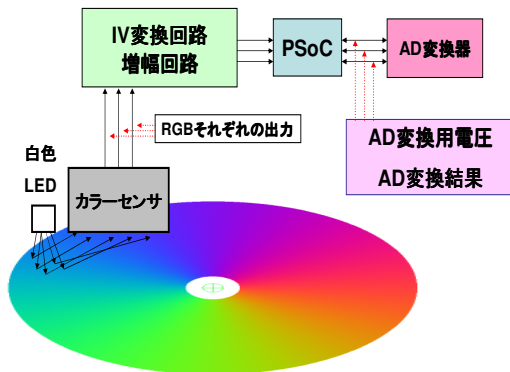 IV変換回路
増幅回路
PSoC
AD変換器
RGBそれぞれの出力
AD変換用電圧
AD変換結果
白色
LED
カラーセンサ